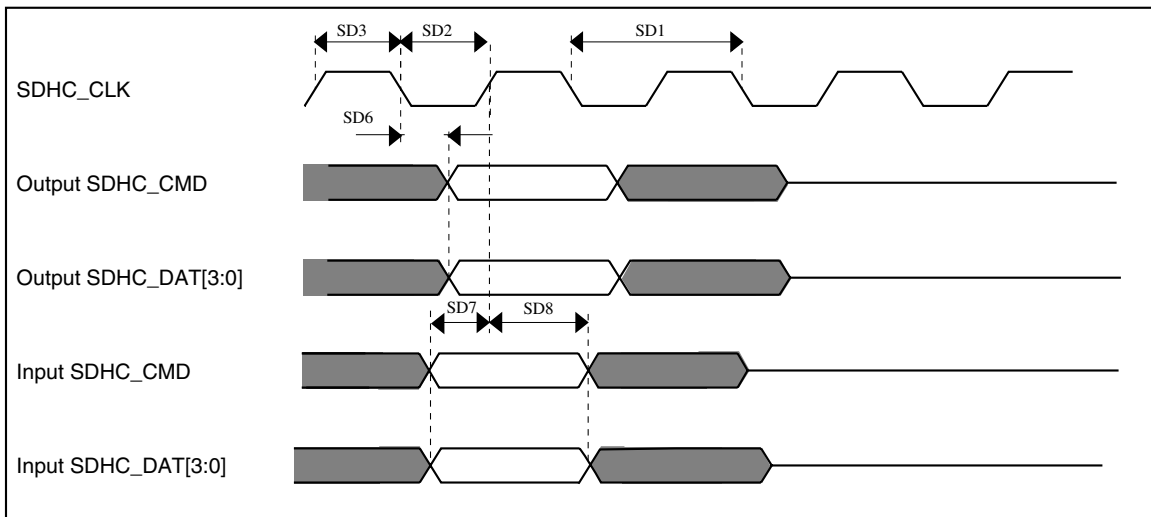 SD3 SD2 SD1
SDHC_CLK
SD6
Output SDHC_CMD
Output SDHC_DAT[3:0]
SD7 SD8
Input SDHC_CMD
Input SDHC_DAT[3:0]